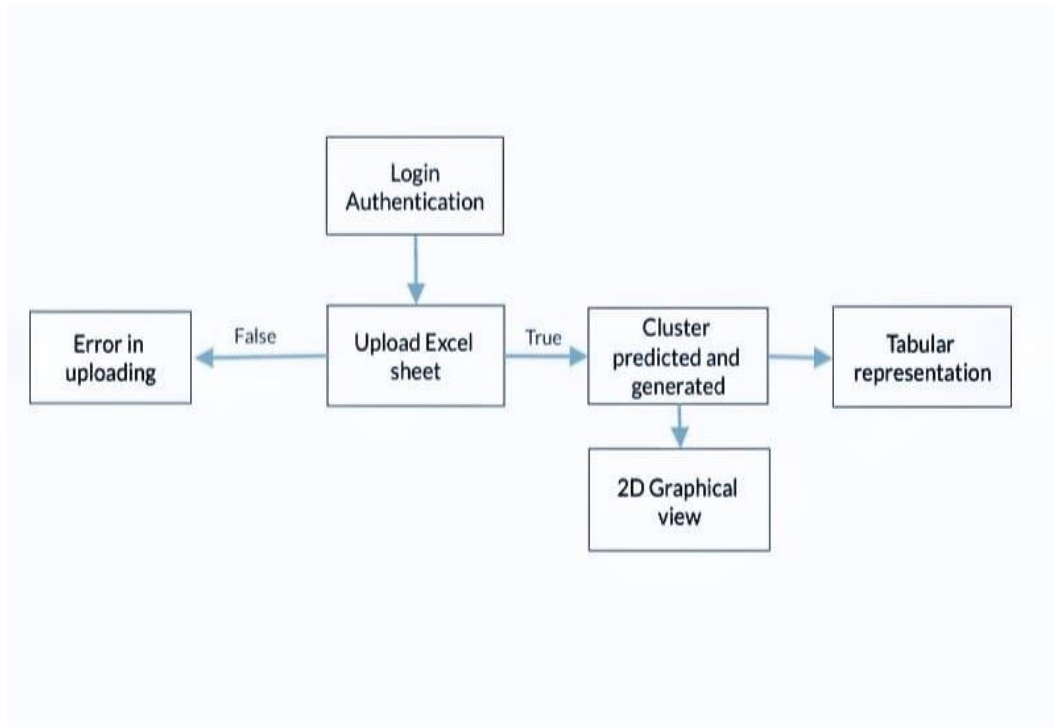 Login
Authentication
Error in
uploading
False
Upload Excel
sheet
True
Cluster
predicted and
generated
Tabular
representation
2D Graphical
view